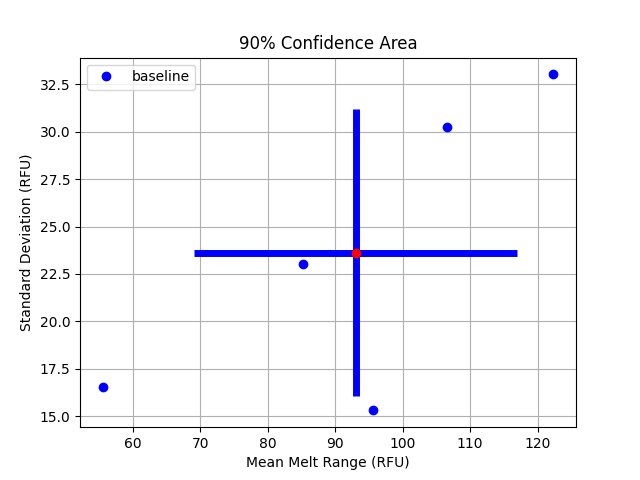 90% Confidence Area
baseline
32.5
30.0
27.5
25.0
22.5
20.0
17.5
15.0
Standard Deviation (RFU)
60 70 80 90 100 110 120
Mean Melt Range (RFU)